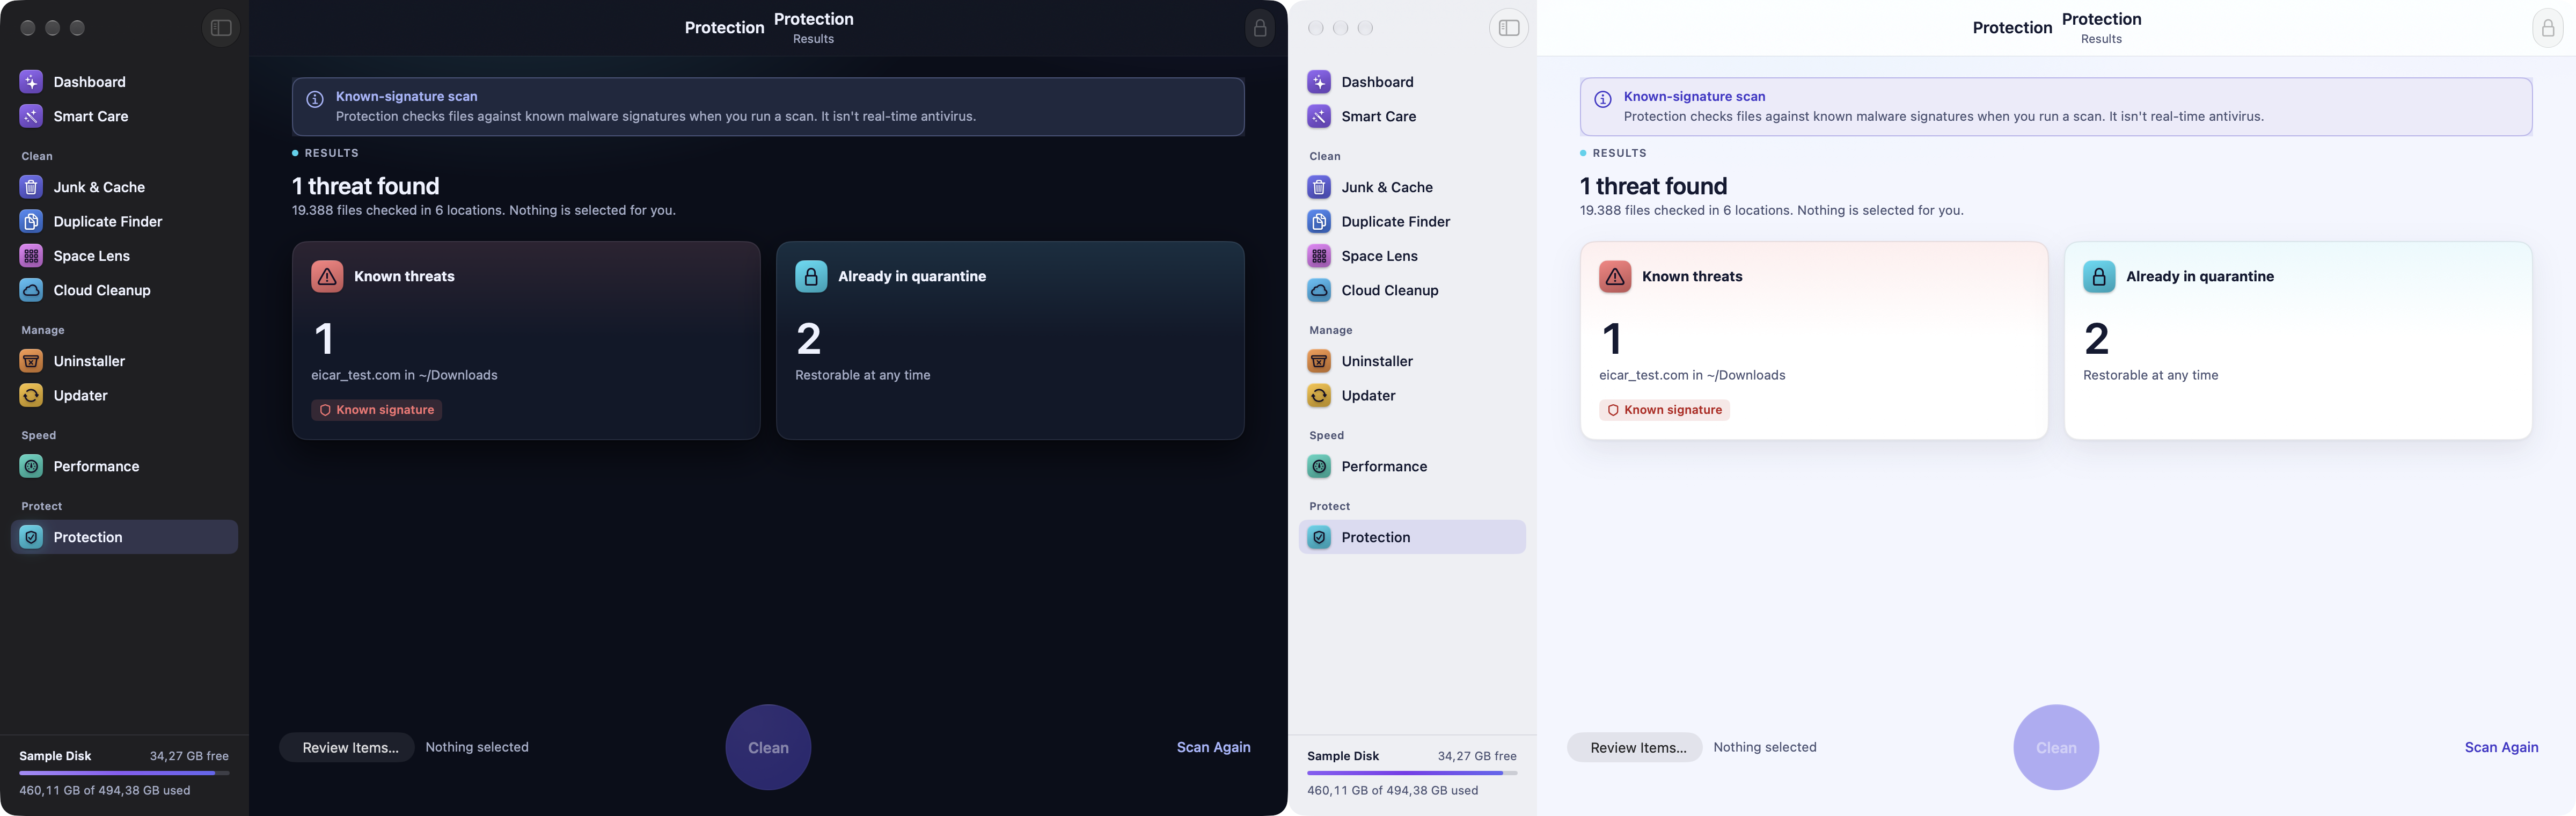 Protection
Protection
Results
Dashboard
Smart Care
Clean
Junk & Cache
Duplicate Finder
Space Lens
Cloud Cleanup
Manage
Uninstaller
Updater
Speed
Performance
Protect
Protection
Sample Disk 34,27 GB free
460,11 GB of 494,38 GB used
Known-signature scan
Protection checks files against known malware signatures when you run a scan. It isn't real-time antivirus.
RESULTS
1 threat found
19.388 files checked in 6 locations. Nothing is selected for you.
Known threats
1
eicar_test.com in ~/Downloads
Known signature
Already in quarantine
2
Restorable at any time
Review Items...
Nothing selected
Clean
Scan Again
Protection
Protection
Results
Dashboard
Smart Care
Clean
Junk & Cache
Duplicate Finder
Space Lens
Cloud Cleanup
Manage
Uninstaller
Updater
Speed
Performance
Protect
Protection
Sample Disk 34,27 GB free
460,11 GB of 494,38 GB used
Known-signature scan
Protection checks files against known malware signatures when you run a scan. It isn't real-time antivirus.
RESULTS
1 threat found
19.388 files checked in 6 locations. Nothing is selected for you.
Known threats
1
eicar_test.com in ~/Downloads
Known signature
Already in quarantine
2
Restorable at any time
Review Items...
Nothing selected
Clean
Scan Again